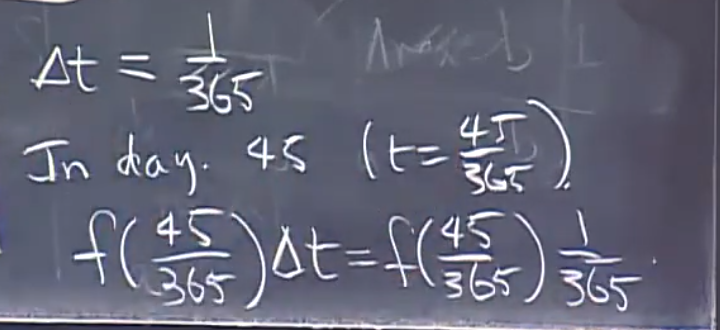 Δt = 1/365
In day. 45 (t = 45/365).
f(45/365)Δt = f(45/365) 1/365